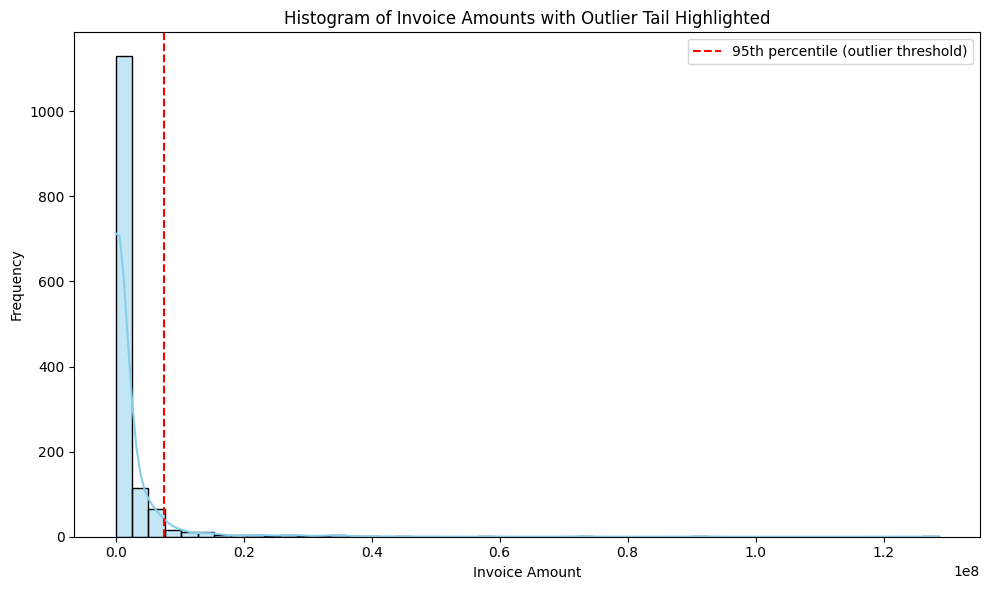 Histogram of Invoice Amounts with Outlier Tail Highlighted
95th percentile (outlier threshold)
Frequency
1000
800
600
400
200
0
0.0 0.2 0.4 0.6 0.8 1.0 1.2
1e8
Invoice Amount